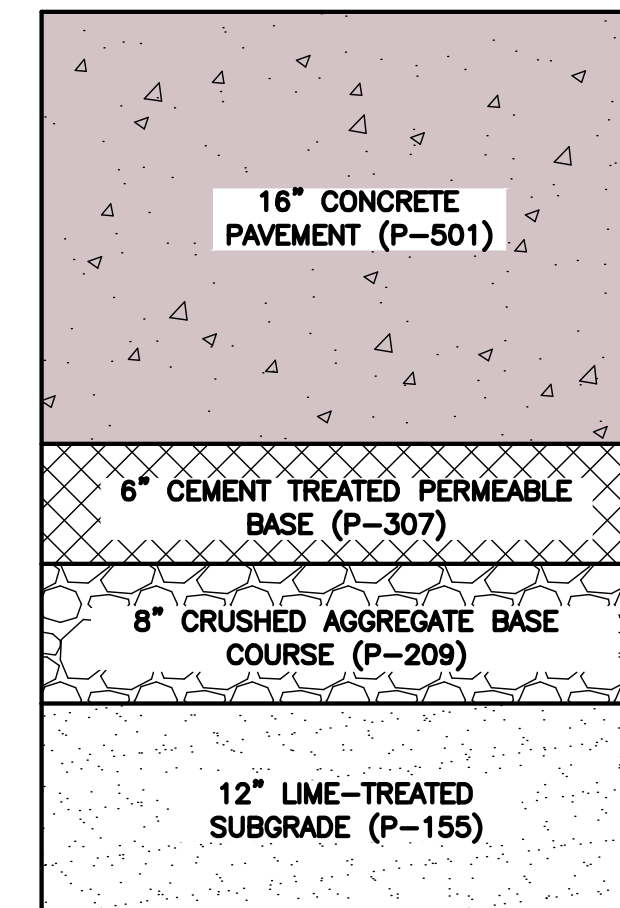 16” CONCRETE
PAVEMENT (P-501)
6” CEMENT TREATED PERMEABLE
BASE (P-307)
8” CRUSHED AGGREGATE BASE
COURSE (P-209)
12” LIME-TREATED
SUBGRADE (P-155)